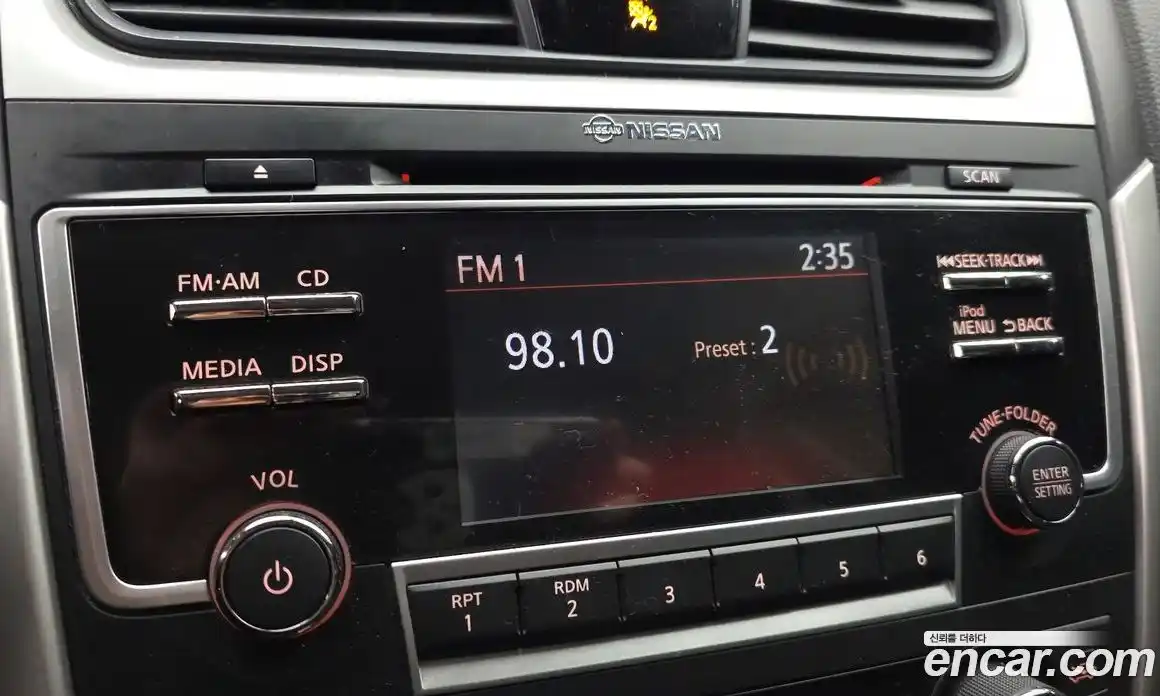 2
NISSAN NISSAN
SCAN
FM·AM CD
FM 1 2:35
SEEK·TRACK
iPod
MENU BACK
98.10 Preset : 2
MEDIA DISP
TUNE·FOLDER
ENTER
SETTING
VOL
RPT
1
RDM
2
3
4
5
6
신뢰를 더하다
encar.com